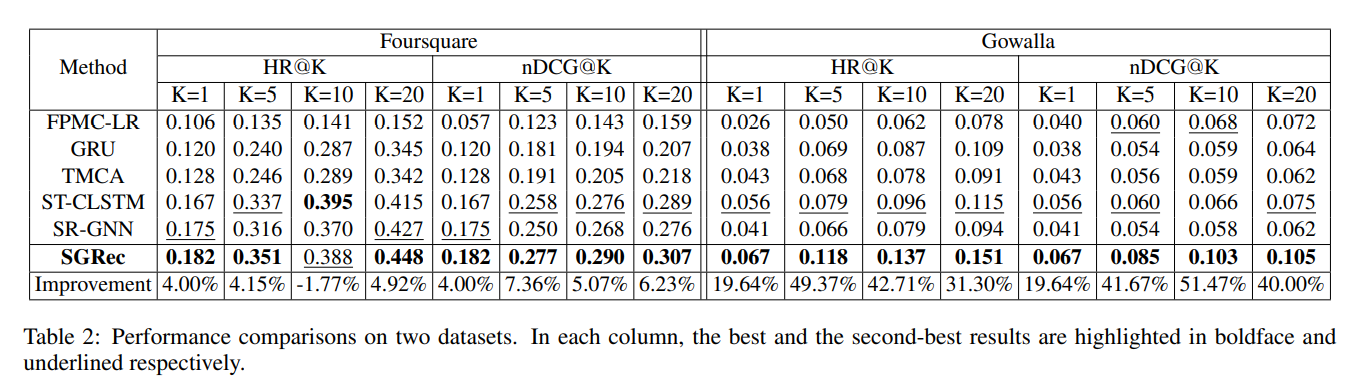 Method Foursquare Gowalla
HR@K nDCG@K HR@K nDCG@K
K=1 K=5 K=10 K=20 K=1 K=5 K=10 K=20 K=1 K=5 K=10 K=20 K=1 K=5 K=10 K=20
FPMC-LR 0.106 0.135 0.141 0.152 0.057 0.123 0.143 0.159 0.026 0.050 0.062 0.078 0.040 0.060 0.068 0.072
GRU 0.120 0.240 0.287 0.345 0.120 0.181 0.194 0.207 0.038 0.069 0.087 0.109 0.038 0.054 0.059 0.064
TMCA 0.128 0.246 0.289 0.342 0.128 0.191 0.205 0.218 0.043 0.068 0.078 0.091 0.043 0.056 0.059 0.062
ST-CLSTM 0.167 0.337 0.395 0.415 0.167 0.258 0.276 0.289 0.056 0.079 0.096 0.115 0.056 0.060 0.066 0.075
SR-GNN 0.175 0.316 0.370 0.427 0.175 0.250 0.268 0.276 0.041 0.066 0.079 0.094 0.041 0.054 0.058 0.062
SGRec 0.182 0.351 0.388 0.448 0.182 0.277 0.290 0.307 0.067 0.118 0.137 0.151 0.067 0.085 0.103 0.105
Improvement 4.00% 4.15% -1.77% 4.92% 4.00% 7.36% 5.07% 6.23% 19.64% 49.37% 42.71% 31.30% 19.64% 41.67% 51.47% 40.00%
Table 2: Performance comparisons on two datasets. In each column, the best and the second-best results are highlighted in boldface and
underlined respectively.